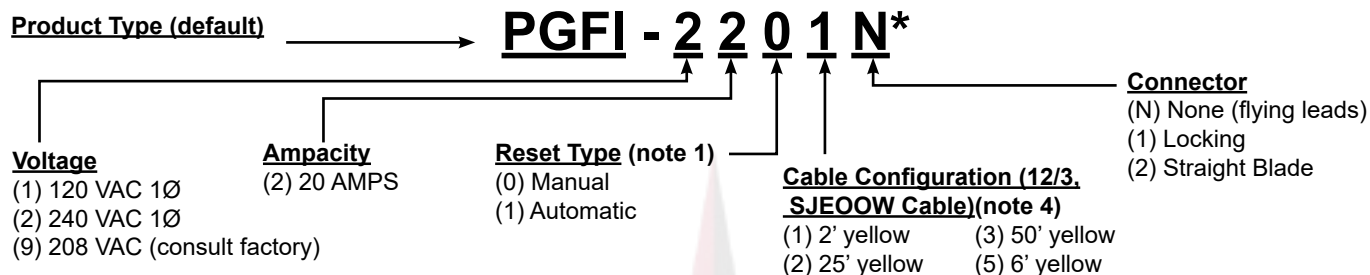 Product Type (default)
PGFI - 2 2 0 1 N*
Voltage
(1) 120 VAC 1Ø
(2) 240 VAC 1Ø
(9) 208 VAC (consult factory)
Ampacity
(2) 20 AMPS
Reset Type (note 1)
(0) Manual
(1) Automatic
Cable Configuration (12/3,
SJEOOW Cable)(note 4)
(1) 2’ yellow (3) 50’ yellow
(2) 25’ yellow (5) 6’ yellow
Connector
(N) None (flying leads)
(1) Locking
(2) Straight Blade